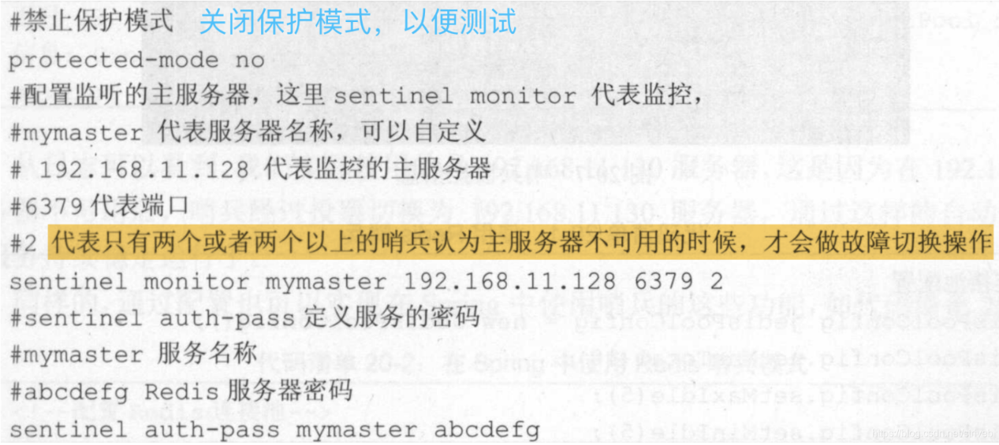 #禁止保护模式 关闭保护模式，以便测试
protected-mode no
#配置监听的主服务器，这里 sentinel monitor 代表监控，
#mymaster 代表服务器名称，可以自定义
# 192.168.11.128 代表监控的主服务器
#6379 代表端口
#2 代表只有两个或者两个以上的哨兵认为主服务器不可用的时候，才会做故障切换操作
sentinel monitor mymaster 192.168.11.128 6379 2
#sentinel auth-pass 定义服务的密码
#mymaster 服务名称
#abcdefg Redis 服务器密码
sentinel auth-pass mymaster abcdefg